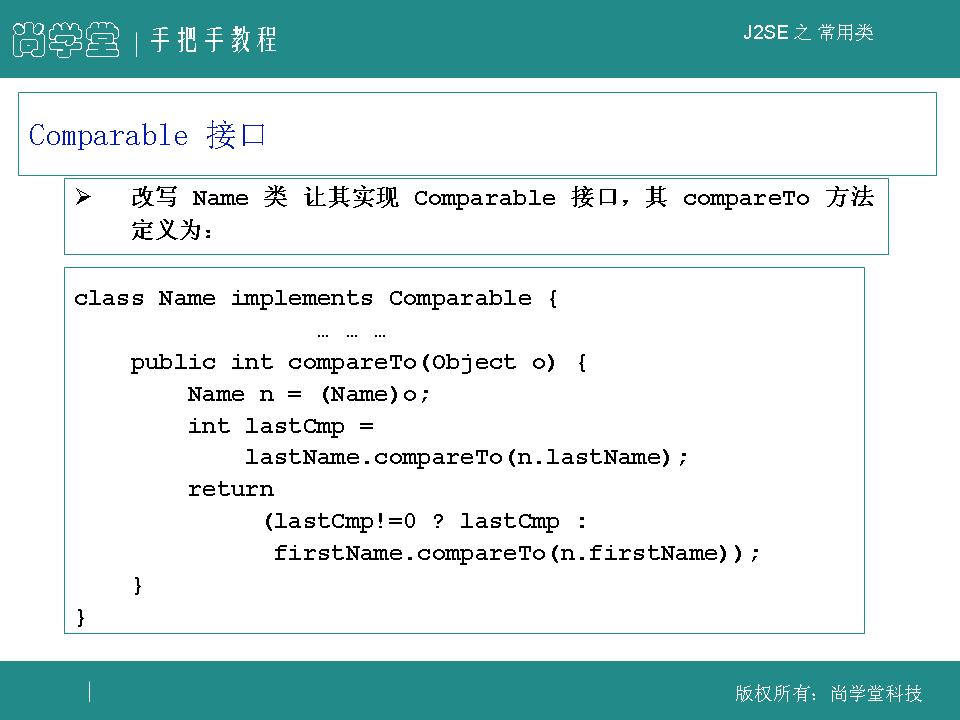 尚学堂 | 手把手教程
J2SE 之 常用类
Comparable 接口
改写 Name 类 让其实现 Comparable 接口，其 compareTo 方法
定义为：
class Name implements Comparable {
… … …
public int compareTo(Object o) {
Name n = (Name)o;
int lastCmp =
lastName.compareTo(n.lastName);
return
(lastCmp!=0 ? lastCmp :
firstName.compareTo(n.firstName));
}
}
版权所有：尚学堂科技